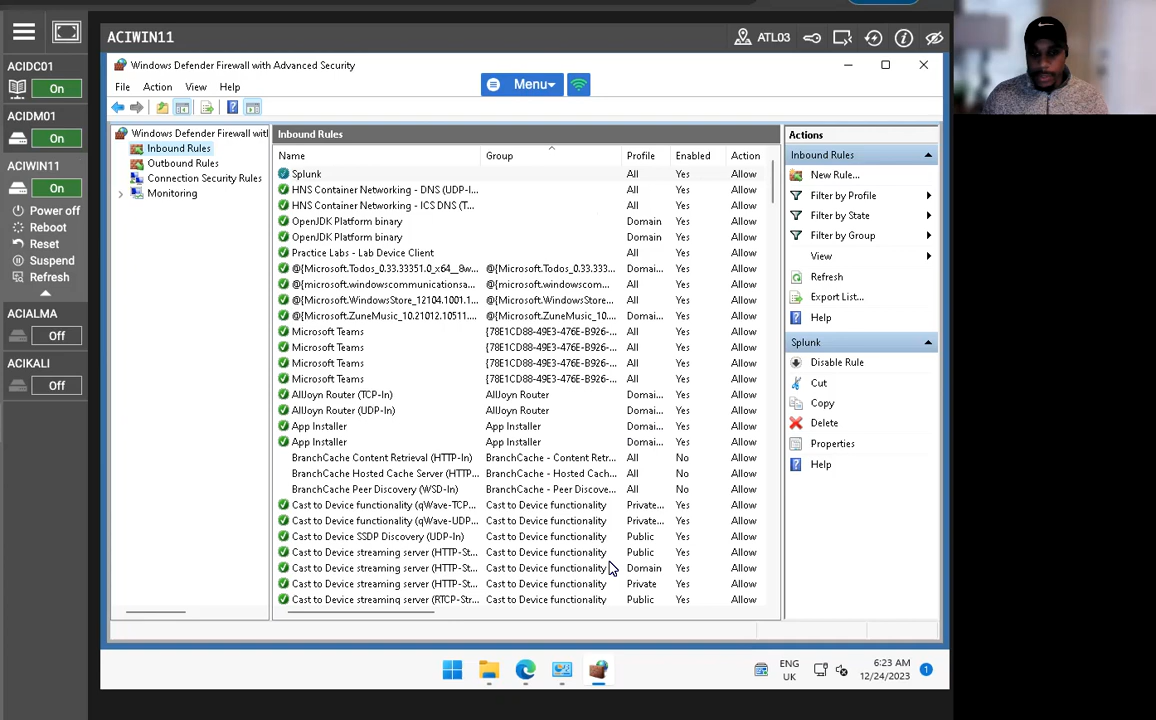 ACIDC01
On
ACIDM01
On
ACIWIN11
On
Power off
Reboot
Reset
Suspend
Refresh
ACIALMA
Off
ACIKALI
Off
ACIWIN11
ATL03
Windows Defender Firewall with Advanced Security
Menu
File Action View Help
Windows Defender Firewall with
Inbound Rules
Outbound Rules
Connection Security Rules
Monitoring
Inbound Rules
Name Group Profile Enabled Action
Splunk All Yes Allow
HNS Container Networking - DNS (UDP-I... All Yes Allow
HNS Container Networking - ICS DNS (T... All Yes Allow
OpenJDK Platform binary Domain Yes Allow
OpenJDK Platform binary Domain Yes Allow
Practice Labs - Lab Device Client All Yes Allow
@{Microsoft.Todos_0.33.33351.0_x64__8w... @{Microsoft.Todos_0.33.333... Domai... Yes Allow
@{microsoft.windowscommunicationsa... @{microsoft.windowscom... Domai... Yes Allow
@{Microsoft.WindowsStore_12104.1001.1... @{Microsoft.WindowsStore... Domai... Yes Allow
@{Microsoft.ZuneMusic_10.21012.10511... @{Microsoft.ZuneMusic_10.... Domai... Yes Allow
Microsoft Teams {78E1CD88-49E3-476E-B926-... All Yes Allow
Microsoft Teams {78E1CD88-49E3-476E-B926-... All Yes Allow
Microsoft Teams {78E1CD88-49E3-476E-B926-... All Yes Allow
Microsoft Teams {78E1CD88-49E3-476E-B926-... All Yes Allow
AllJoyn Router (TCP-In) AllJoyn Router Domai... Yes Allow
AllJoyn Router (UDP-In) AllJoyn Router Domai... Yes Allow
App Installer App Installer Domai... Yes Allow
App Installer App Installer Domai... Yes Allow
BranchCache Content Retrieval (HTTP-In) BranchCache - Content Retr... All No Allow
BranchCache Hosted Cache Server (HTTP... BranchCache - Hosted Cach... All No Allow
BranchCache Peer Discovery (WSD-In) BranchCache - Peer Discove... All No Allow
Cast to Device functionality (qWave-TCP... Cast to Device functionality Private... Yes Allow
Cast to Device functionality (qWave-UDP... Cast to Device functionality Private... Yes Allow
Cast to Device SSDP Discovery (UDP-In) Cast to Device functionality Public Yes Allow
Cast to Device streaming server (HTTP-St... Cast to Device functionality Public Yes Allow
Cast to Device streaming server (HTTP-St... Cast to Device functionality Domain Yes Allow
Cast to Device streaming server (HTTP-St... Cast to Device functionality Private Yes Allow
Cast to Device streaming server (RTCP-Str... Cast to Device functionality Public Yes Allow
Actions
Inbound Rules
New Rule...
Filter by Profile
Filter by State
Filter by Group
View
Refresh
Export List...
Help
Splunk
Disable Rule
Cut
Copy
Delete
Properties
Help
ENG
UK
6:23 AM
12/24/2023
1